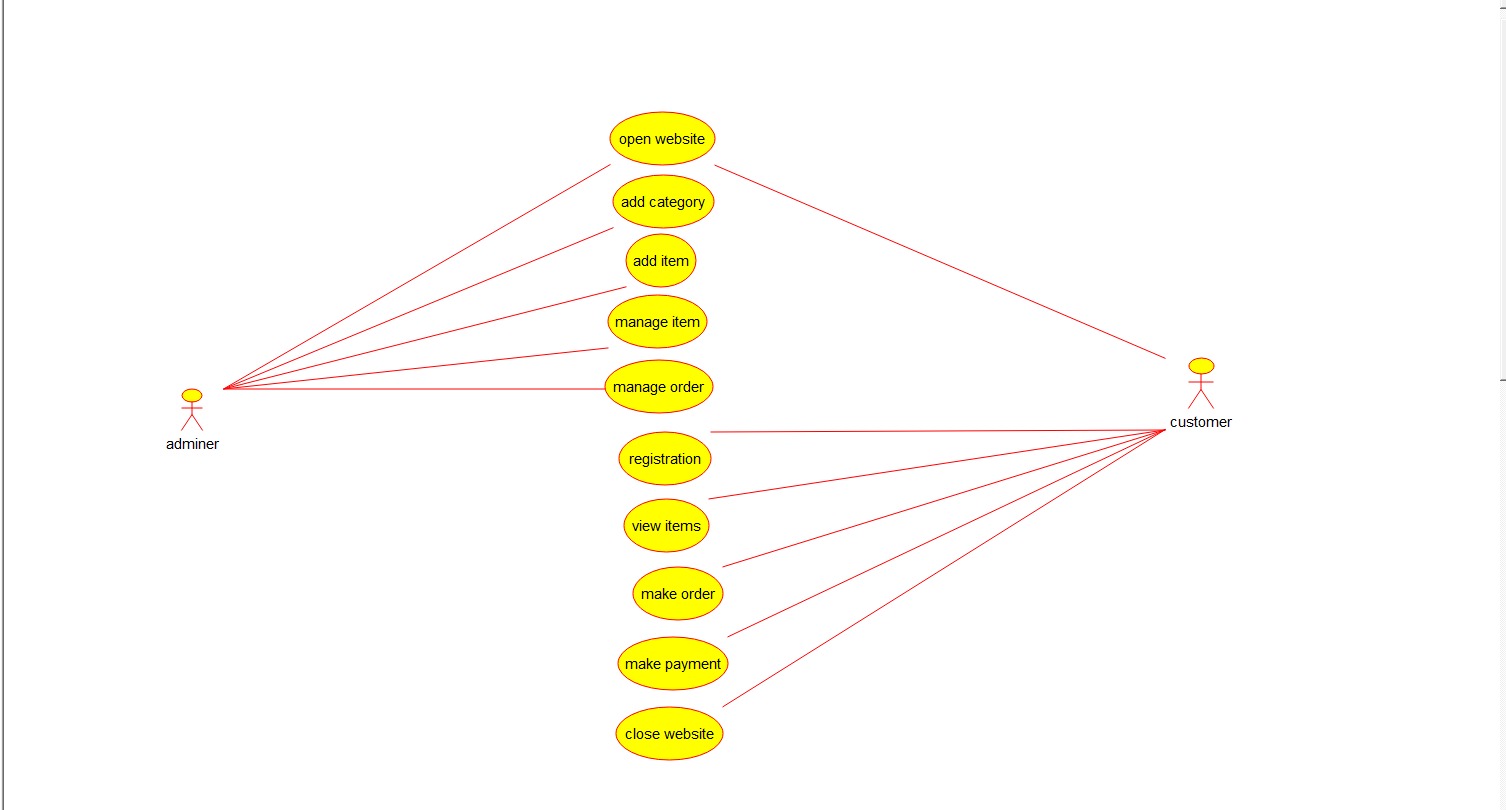 open website
add category
add item
manage item
manage order
adminer
customer
registration
view items
make order
make payment
close website